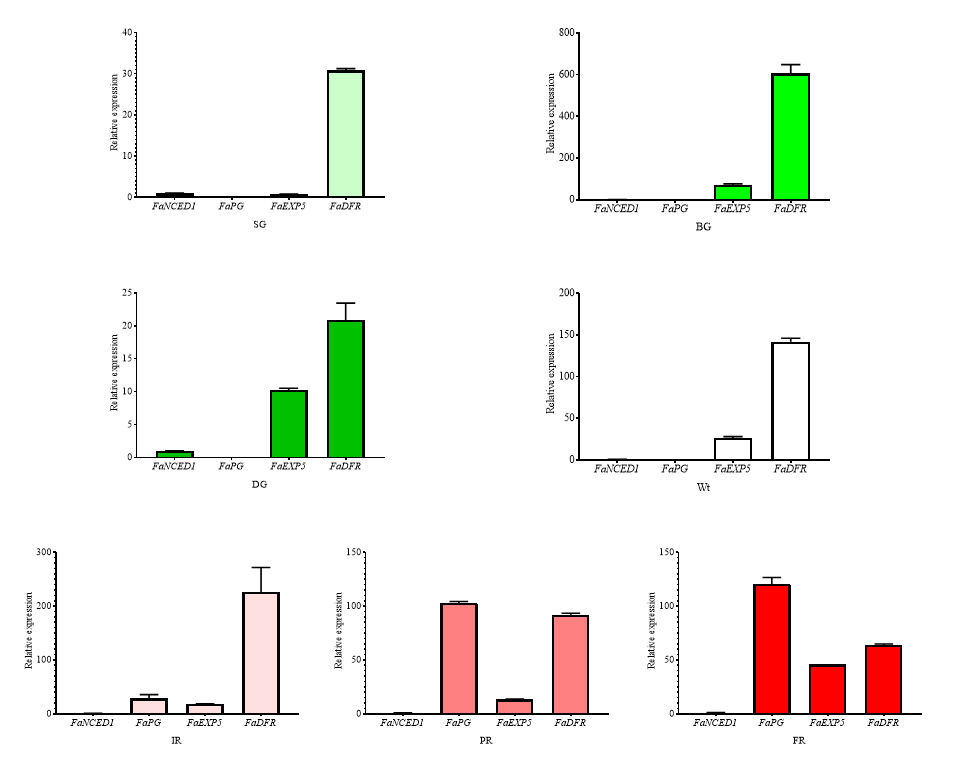 40
30
20
10
0
Relative expression
FaNCED1 FaPG FaEXP5 FaDFR
SG
800
600
400
200
0
Relative expression
FaNCED1 FaPG FaEXP5 FaDFR
BG
25
20
15
10
5
0
Relative expression
FaNCED1 FaPG FaEXP5 FaDFR
DG
200
150
100
50
0
Relative expression
FaNCED1 FaPG FaEXP5 FaDFR
Wt
300
200
100
0
Relative expression
FaNCED1 FaPG FaEXP5 FaDFR
IR
150
100
50
0
Relative expression
FaNCED1 FaPG FaEXP5 FaDFR
PR
150
100
50
0
Relative expression
FaNCED1 FaPG FaEXP5 FaDFR
FR